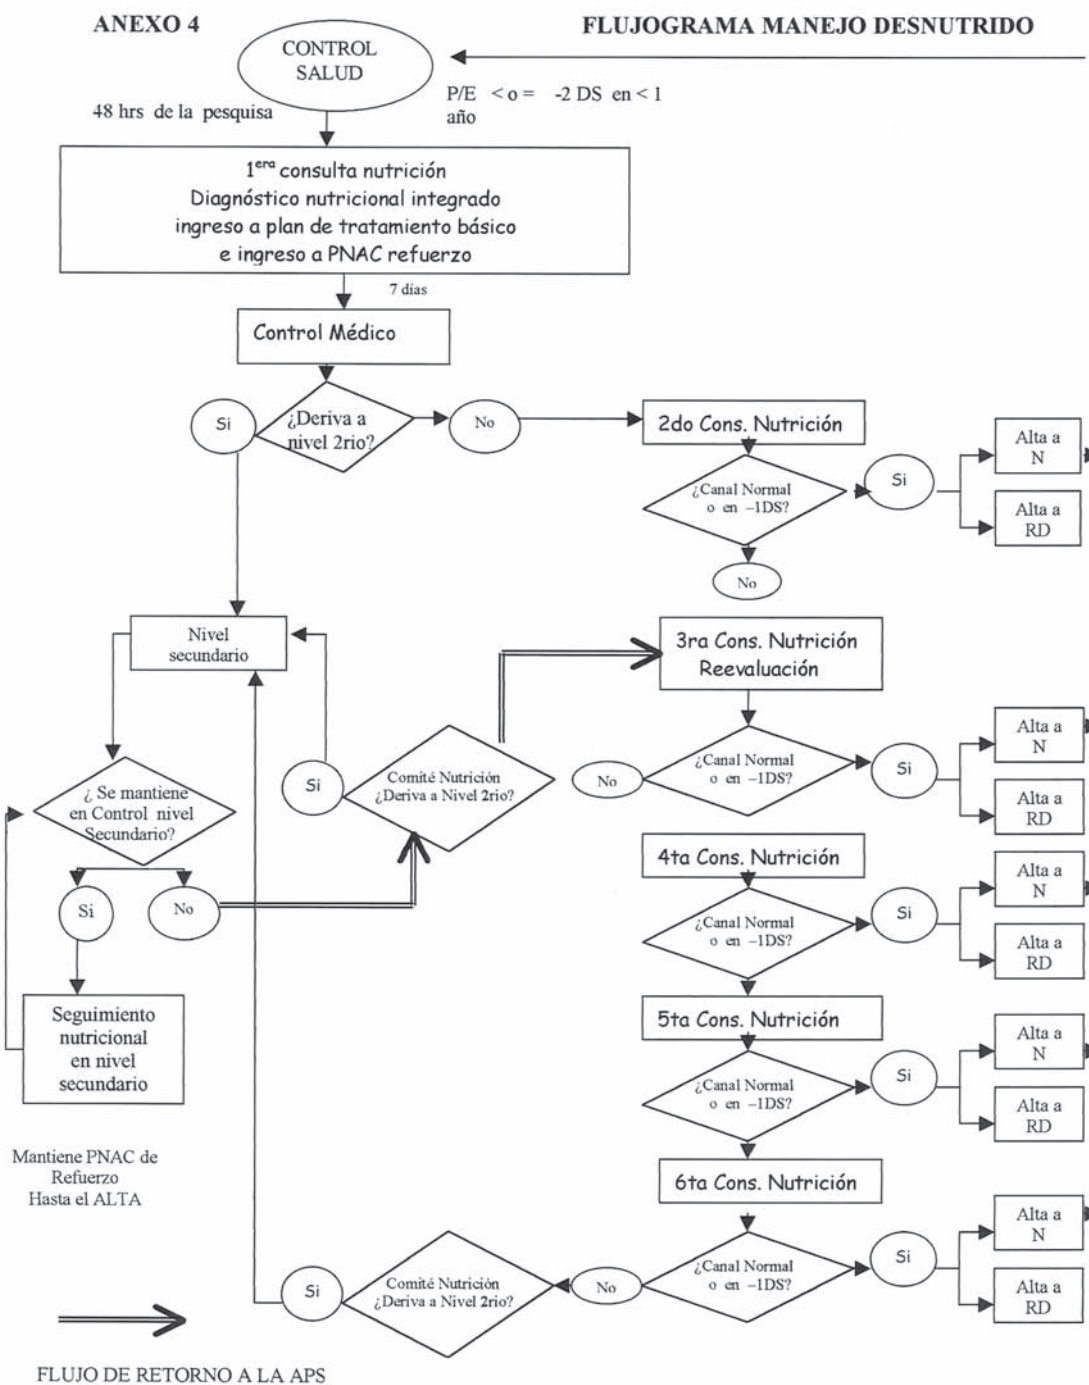 ANEXO 4
FLUJOGRAMA MANEJO DESNUTRIDO
CONTROL
SALUD
48 hrs de la pesquisa
P/E < o = -2 DS en < 1
año
1era consulta nutrición
Diagnóstico nutricional integrado
ingreso a plan de tratamiento básico
e ingreso a PNAC refuerzo
7 días
Control Médico
Si
¿Deriva a
nivel 2rio?
No
2do Cons. Nutrición
¿Canal Normal
o en –1DS?
Si
Alta a
N
Alta a
RD
No
Nivel
secundario
3ra Cons. Nutrición
Reevaluación
¿Canal Normal
o en –1DS?
No
Si
Alta a
N
Alta a
RD
Si
Comité Nutrición
¿Deriva a Nivel 2rio?
¿ Se mantiene
en Control nivel
Secundario?
Si
No
4ta Cons. Nutrición
¿Canal Normal
o en –1DS?
Si
Alta a
N
Alta a
RD
Seguimiento
nutricional
en nivel
secundario
5ta Cons. Nutrición
¿Canal Normal
o en –1DS?
Si
Alta a
N
Alta a
RD
Mantiene PNAC de
Refuerzo
Hasta el ALTA
6ta Cons. Nutrición
¿Canal Normal
o en –1DS?
Si
Alta a
N
Alta a
RD
No
Comité Nutrición
¿Deriva a Nivel 2rio?
Si
FLUJO DE RETORNO A LA APS